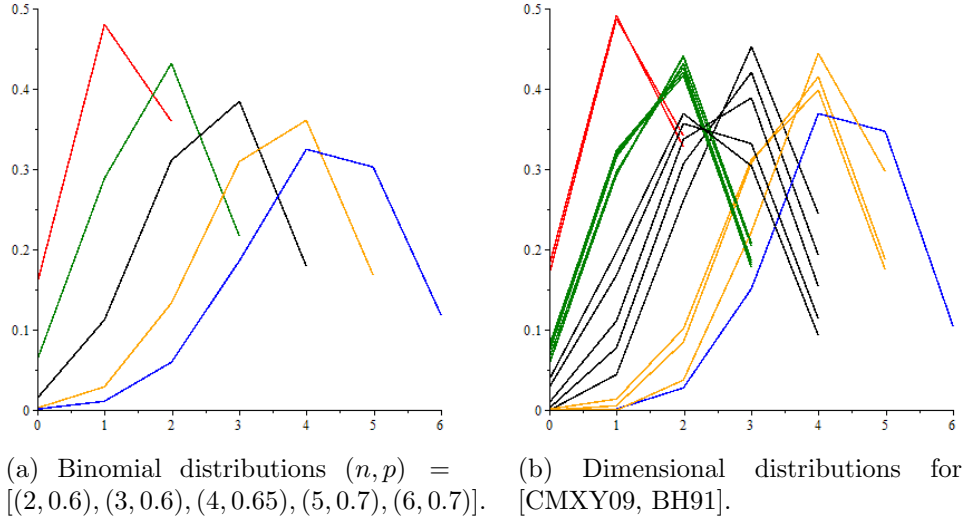 0.5
0.4
0.3
0.2
0.1
0
0 1 2 3 4 5 6
0.5
0.4
0.3
0.2
0.1
0
0 1 2 3 4 5 6
(a) Binomial distributions (n, p) =
[(2, 0.6), (3, 0.6), (4, 0.65), (5, 0.7), (6, 0.7)].
(b) Dimensional distributions for
[CMXY09, BH91].